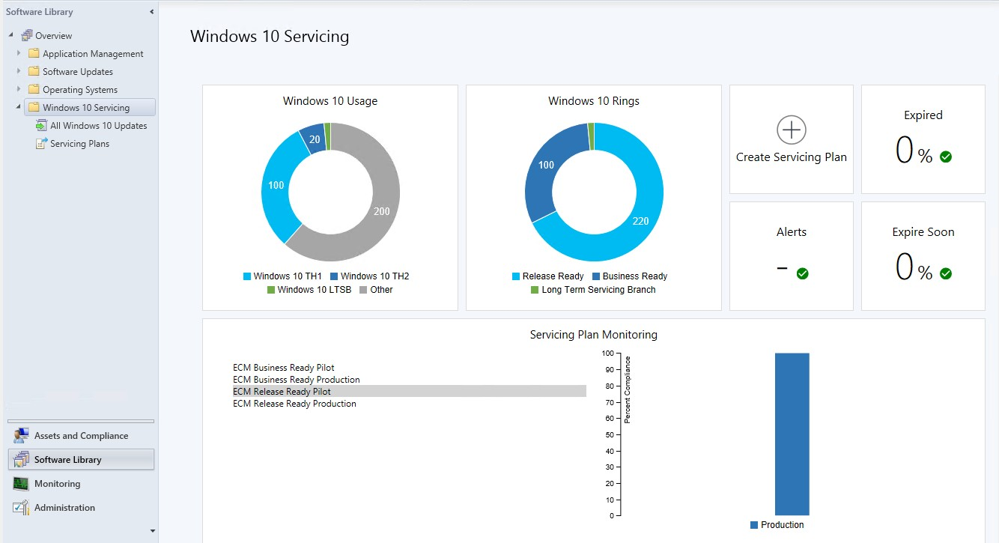 Software Library
Overview
Application Management
Software Updates
Operating Systems
Windows 10 Servicing
All Windows 10 Updates
Servicing Plans
Assets and Compliance
Software Library
Monitoring
Administration
Windows 10 Servicing
Windows 10 Usage
20
100
200
Windows 10 TH1 Windows 10 TH2
Windows 10 LTSB Other
Windows 10 Rings
100
220
Release Ready Business Ready
Long Term Servicing Branch
Create Servicing Plan
Expired
0 %
Alerts
-
Expire Soon
0 %
Servicing Plan Monitoring
ECM Business Ready Pilot
ECM Business Ready Production
ECM Release Ready Pilot
ECM Release Ready Production
100
90
80
70
60
50
40
30
20
10
0
Percent Compliance
Production